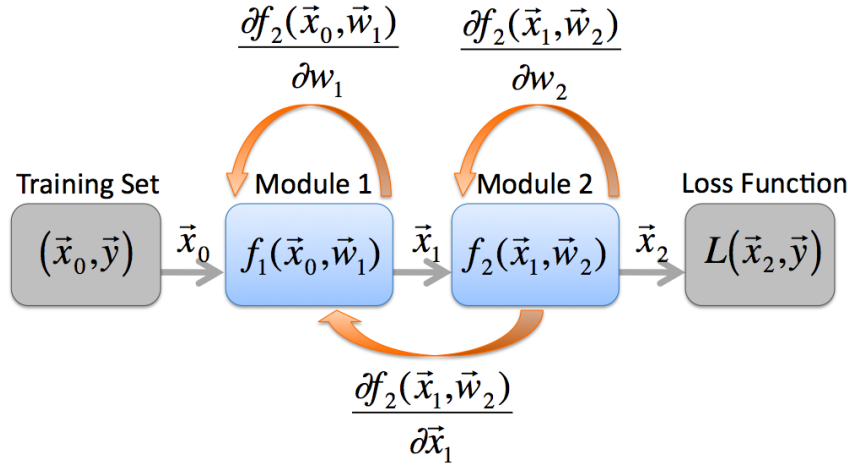 ∂f₂(x⃗₀,w⃗₁)
∂w₁
∂f₂(x⃗₁,w⃗₂)
∂w₂
Training Set
Module 1
Module 2
Loss Function
(x⃗₀,y⃗)
x⃗₀
f₁(x⃗₀,w⃗₁)
x⃗₁
f₂(x⃗₁,w⃗₂)
x⃗₂
L(x⃗₂,y⃗)
∂f₂(x⃗₁,w⃗₂)
∂x⃗₁